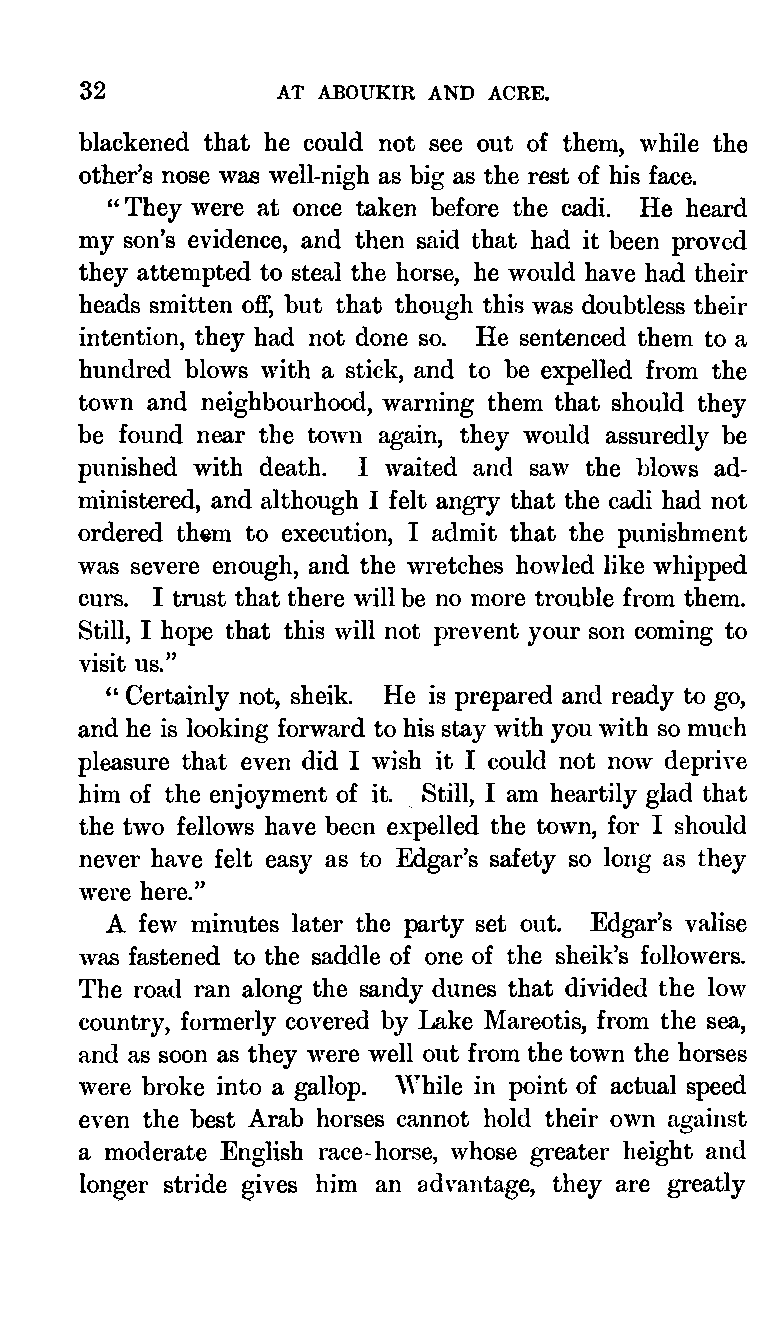 32 AT ABOUKIR AND ACRE.
blackened that he could not see out of them, while the
other's nose was well-nigh as big as the rest of his face.
"They were at once taken before the cadi. He heard
my son's evidence, and then said that had it been proved
they attempted to steal the horse, he would have had their
heads smitten off, but that though this was doubtless their
intention, they had not done so. He sentenced them to a
hundred blows with a stick, and to be expelled from the
town and neighbourhood, warning them that should they
be found near the town again, they would assuredly be
punished with death. I waited and saw the blows ad-
ministered, and although I felt angry that the cadi had not
ordered them to execution, I admit that the punishment
was severe enough, and the wretches howled like whipped
curs. I trust that there will be no more trouble from them.
Still, I hope that this will not prevent your son coming to
visit us."
"Certainly not, sheik. He is prepared and ready to go,
and he is looking forward to his stay with you with so much
pleasure that even did I wish it I could not now deprive
him of the enjoyment of it. Still, I am heartily glad that
the two fellows have been expelled the town, for I should
never have felt easy as to Edgar's safety so long as they
were here."
A few minutes later the party set out. Edgar's valise
was fastened to the saddle of one of the sheik's followers.
The road ran along the sandy dunes that divided the low
country, formerly covered by Lake Mareotis, from the sea,
and as soon as they were well out from the town the horses
were broke into a gallop. While in point of actual speed
even the best Arab horses cannot hold their own against
a moderate English race-horse, whose greater height and
longer stride gives him an advantage, they are greatly